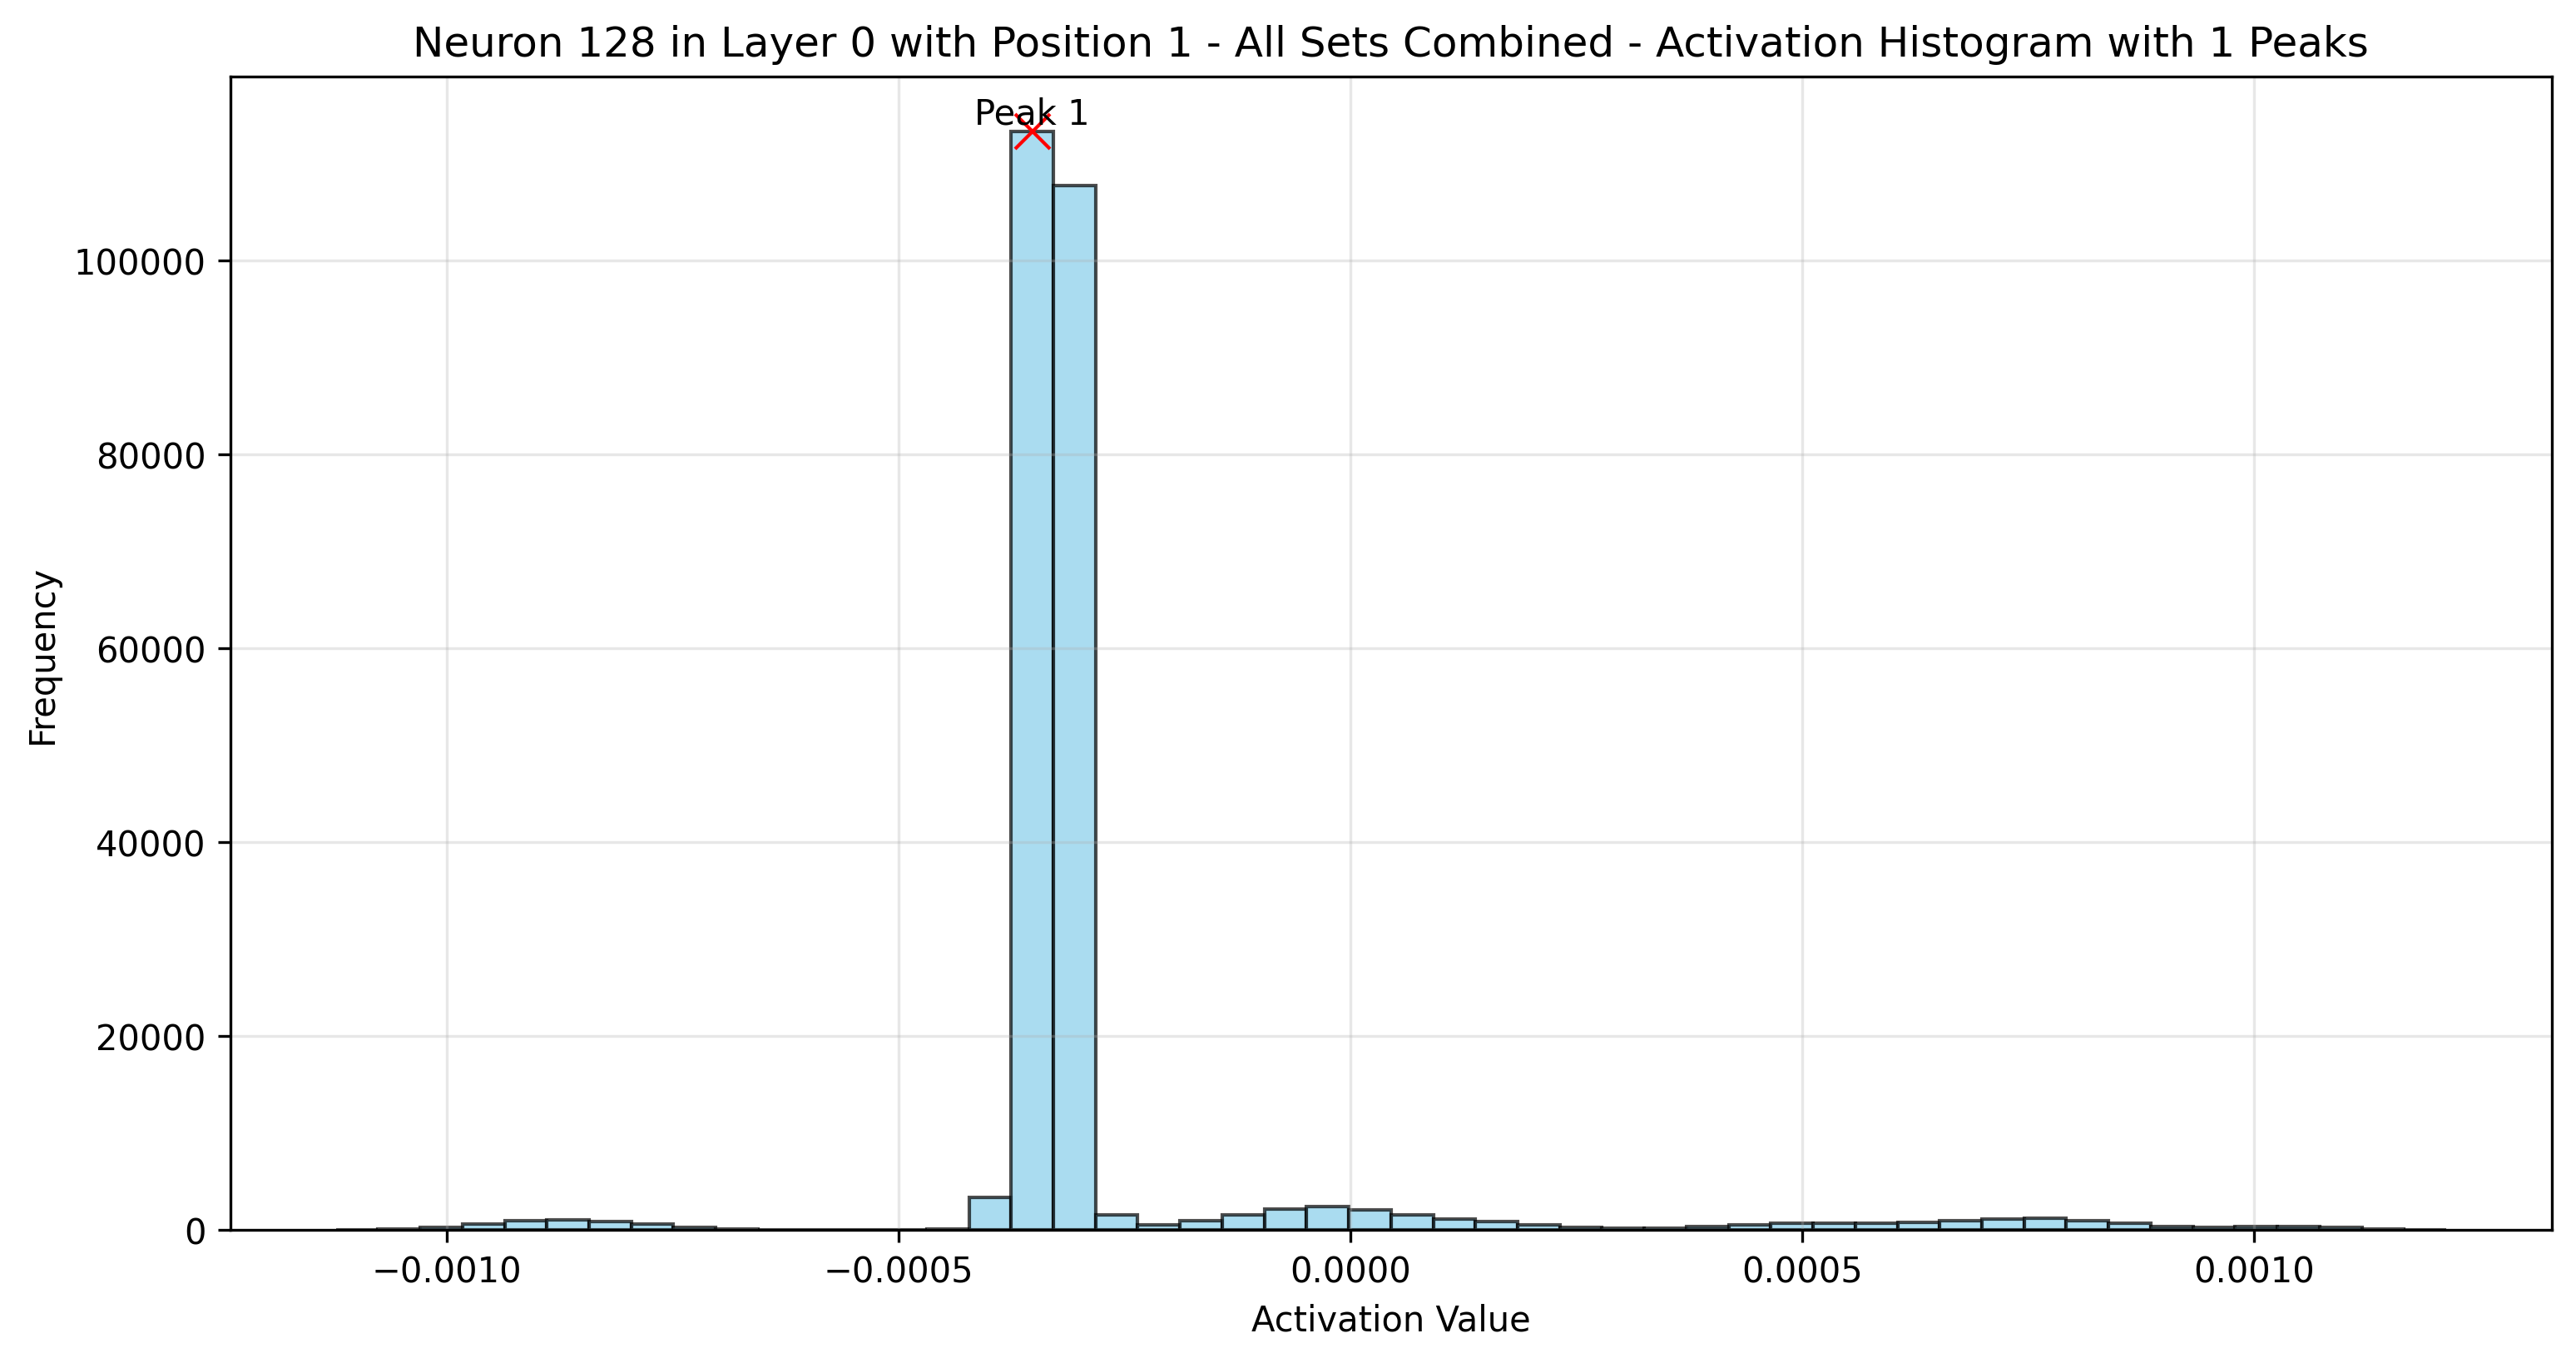 Neuron 128 in Layer 0 with Position 1 - All Sets Combined - Activation Histogram with 1 Peaks
Peak 1
100000
80000
60000
40000
20000
0
Frequency
−0.0010
−0.0005
0.0000
0.0005
0.0010
Activation Value